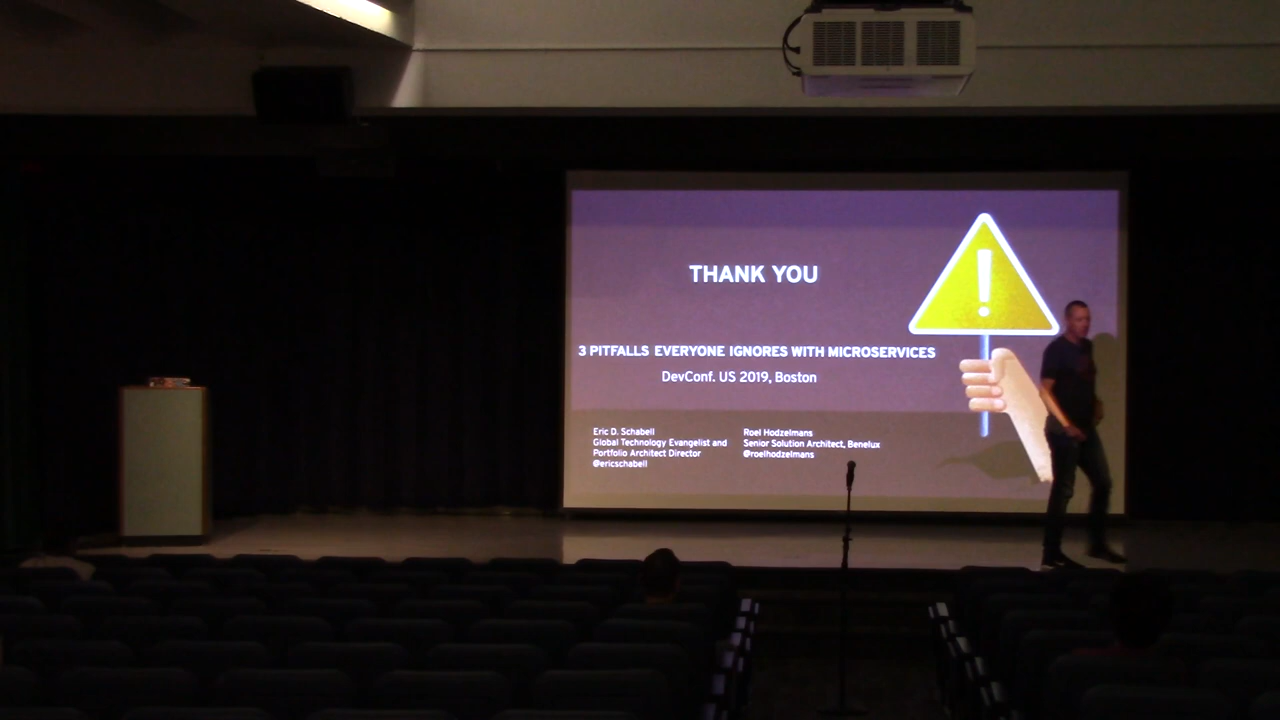 THANK YOU
!
3 PITFALLS EVERYONE IGNORES WITH MICROSERVICES
DevConf. US 2019, Boston
Eric D. Schabell
Global Technology Evangelist and
Portfolio Architect Director
@ericschabell
Roel Hodzelmans
Senior Solution Architect, Benelux
@roelhodzelmans